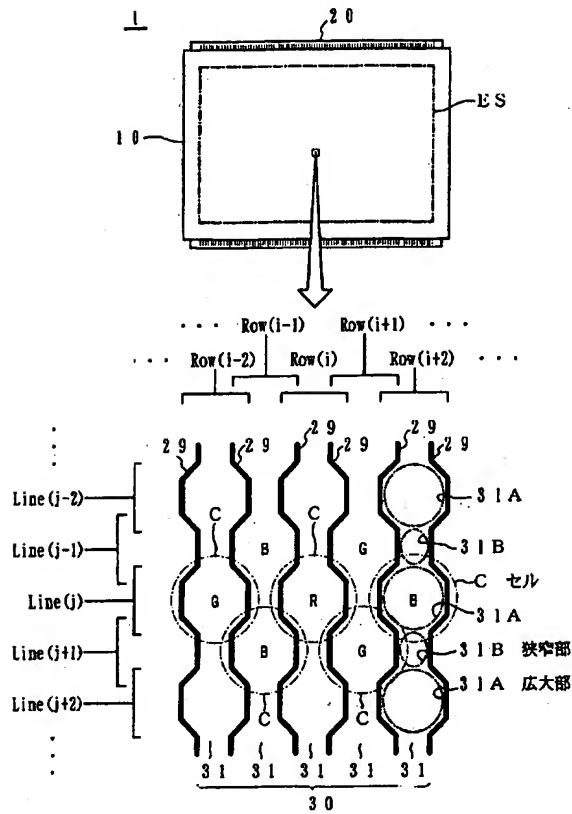 1
20
10
ES
· · · Row(i-1) Row(i+1) · · ·
· · · Row(i-2) Row(i) Row(i+2) · · ·
29 29 29 29 29 29
Line(j-2)
31A
C C
Line(j-1)
B G
31B
C セル
Line(j)
G R B
31A
Line(j+1)
B G
31B 狭窄部
31A 広大部
Line(j+2)
C C
31 31 31 31 31
30